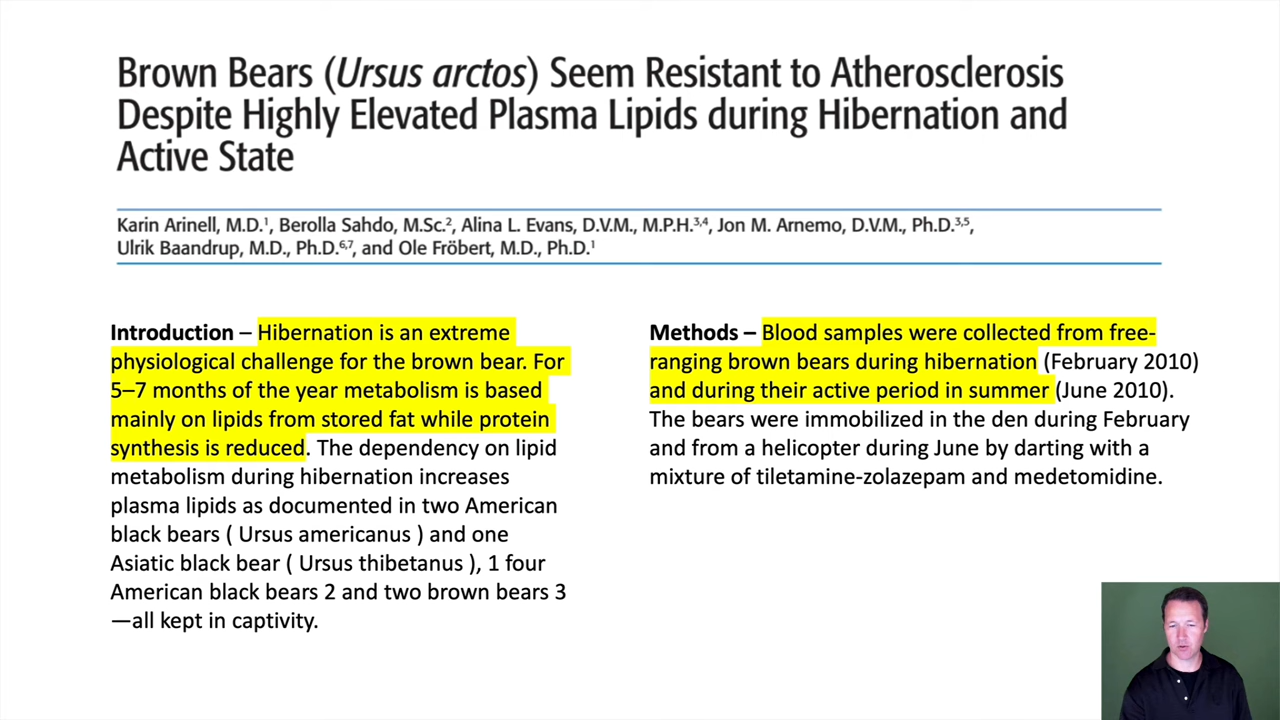 Brown Bears (Ursus arctos) Seem Resistant to Atherosclerosis
Despite Highly Elevated Plasma Lipids during Hibernation and
Active State
Karin Arinell, M.D.¹, Berolla Sahdo, M.Sc.², Alina L. Evans, D.V.M., M.P.H.³,⁴, Jon M. Arnemo, D.V.M., Ph.D.³,⁵,
Ulrik Baandrup, M.D., Ph.D.⁶,⁷, and Ole Fröbert, M.D., Ph.D.¹
Introduction – Hibernation is an extreme
physiological challenge for the brown bear. For
5–7 months of the year metabolism is based
mainly on lipids from stored fat while protein
synthesis is reduced. The dependency on lipid
metabolism during hibernation increases
plasma lipids as documented in two American
black bears ( Ursus americanus ) and one
Asiatic black bear ( Ursus thibetanus ), 1 four
American black bears 2 and two brown bears 3
—all kept in captivity.
Methods – Blood samples were collected from free-
ranging brown bears during hibernation (February 2010)
and during their active period in summer (June 2010).
The bears were immobilized in the den during February
and from a helicopter during June by darting with a
mixture of tiletamine-zolazepam and medetomidine.